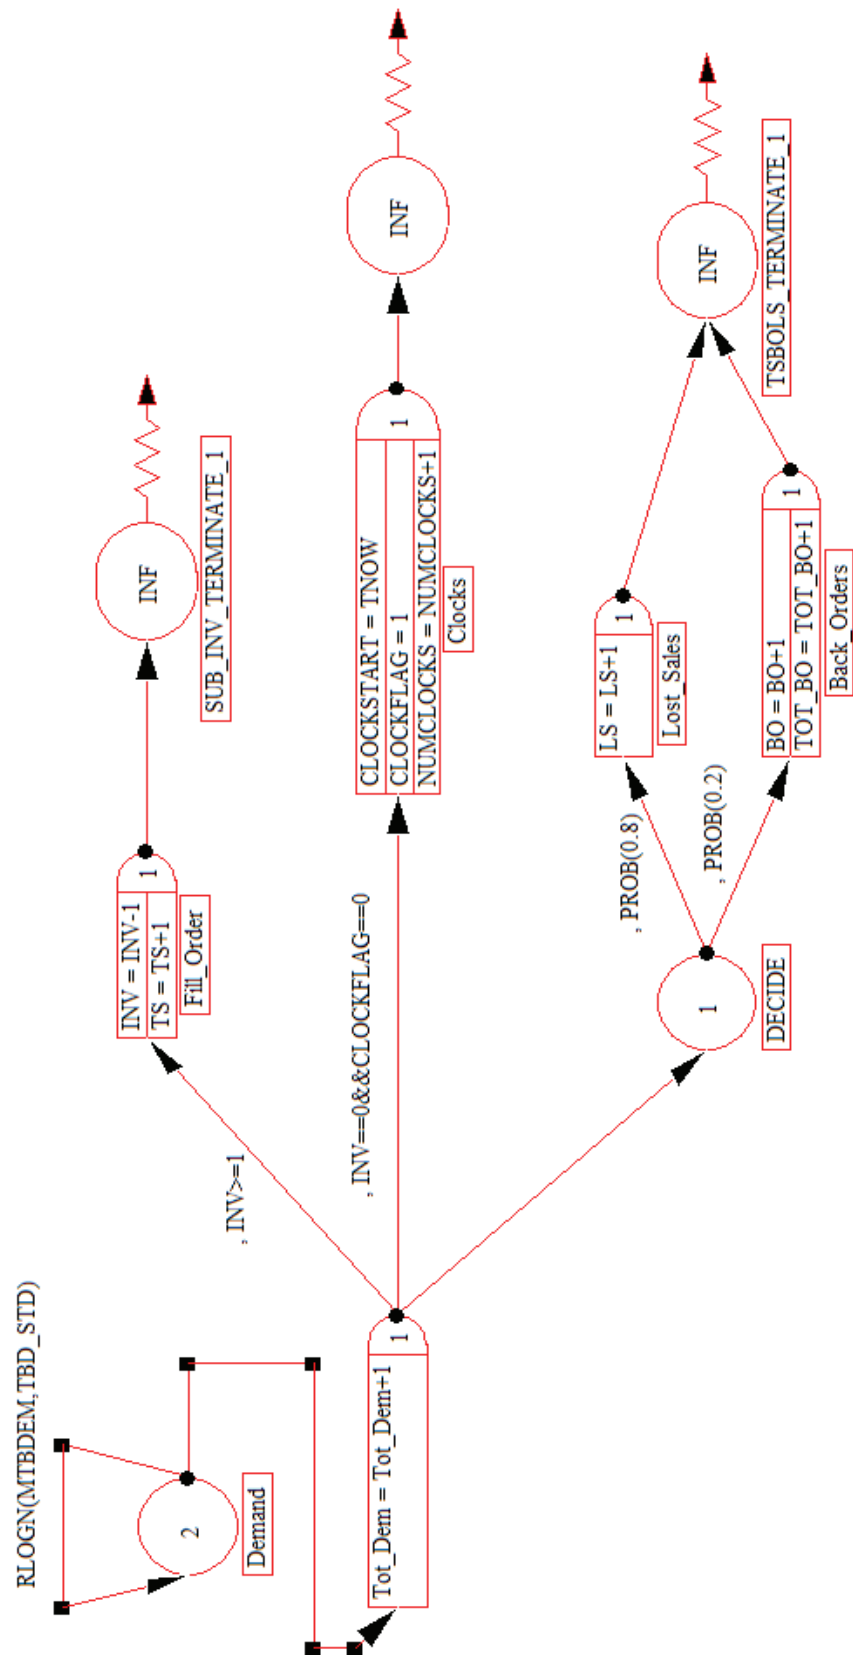 RLOGN(MTBDEM,TBD_STD)
2
Demand
Tot_Dem = Tot_Dem+1
1
, INV>=1
INV = INV-1
TS = TS+1
1
Fill_Order
INF
SUB_INV_TERMINATE_1
, INV==0&&CLOCKFLAG==0
CLOCKSTART = TNOW
CLOCKFLAG = 1
NUMCLOCKS = NUMCLOCKS+1
1
Clocks
INF
1
DECIDE
, PROB(0.8)
LS = LS+1
1
Lost_Sales
, PROB(0.2)
BO = BO+1
TOT_BO = TOT_BO+1
1
Back_Orders
INF
TSBOLS_TERMINATE_1